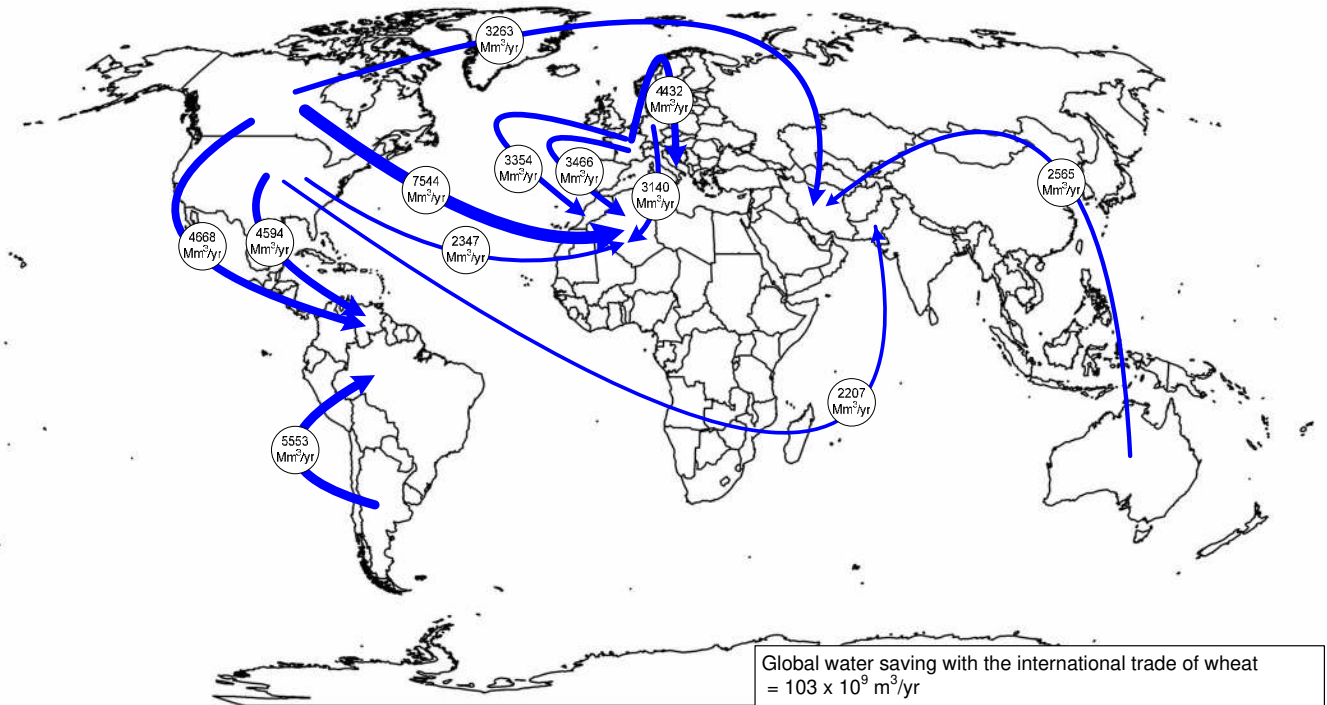 3263
Mm³/yr
4432
Mm³/yr
3354
Mm³/yr
3466
Mm³/yr
2565
Mm³/yr
7544
Mm³/yr
3140
Mm³/yr
4668
Mm³/yr
4594
Mm³/yr
2347
Mm³/yr
2207
Mm³/yr
5553
Mm³/yr
Global water saving with the international trade of wheat
= 103 x 10⁹ m³/yr